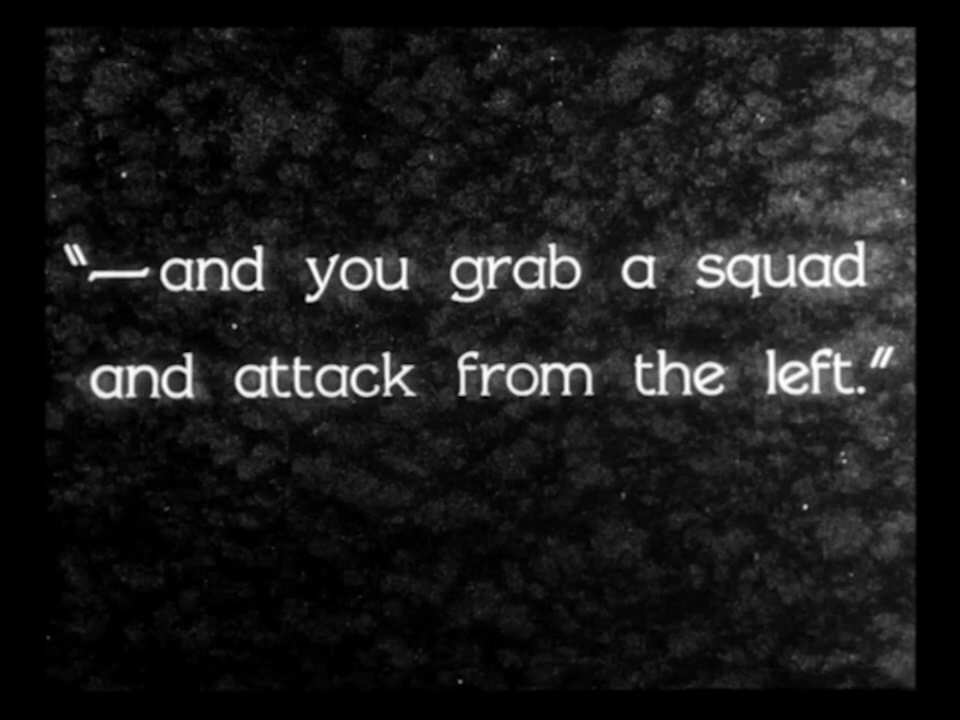 "—and you grab a squad
and attack from the left."